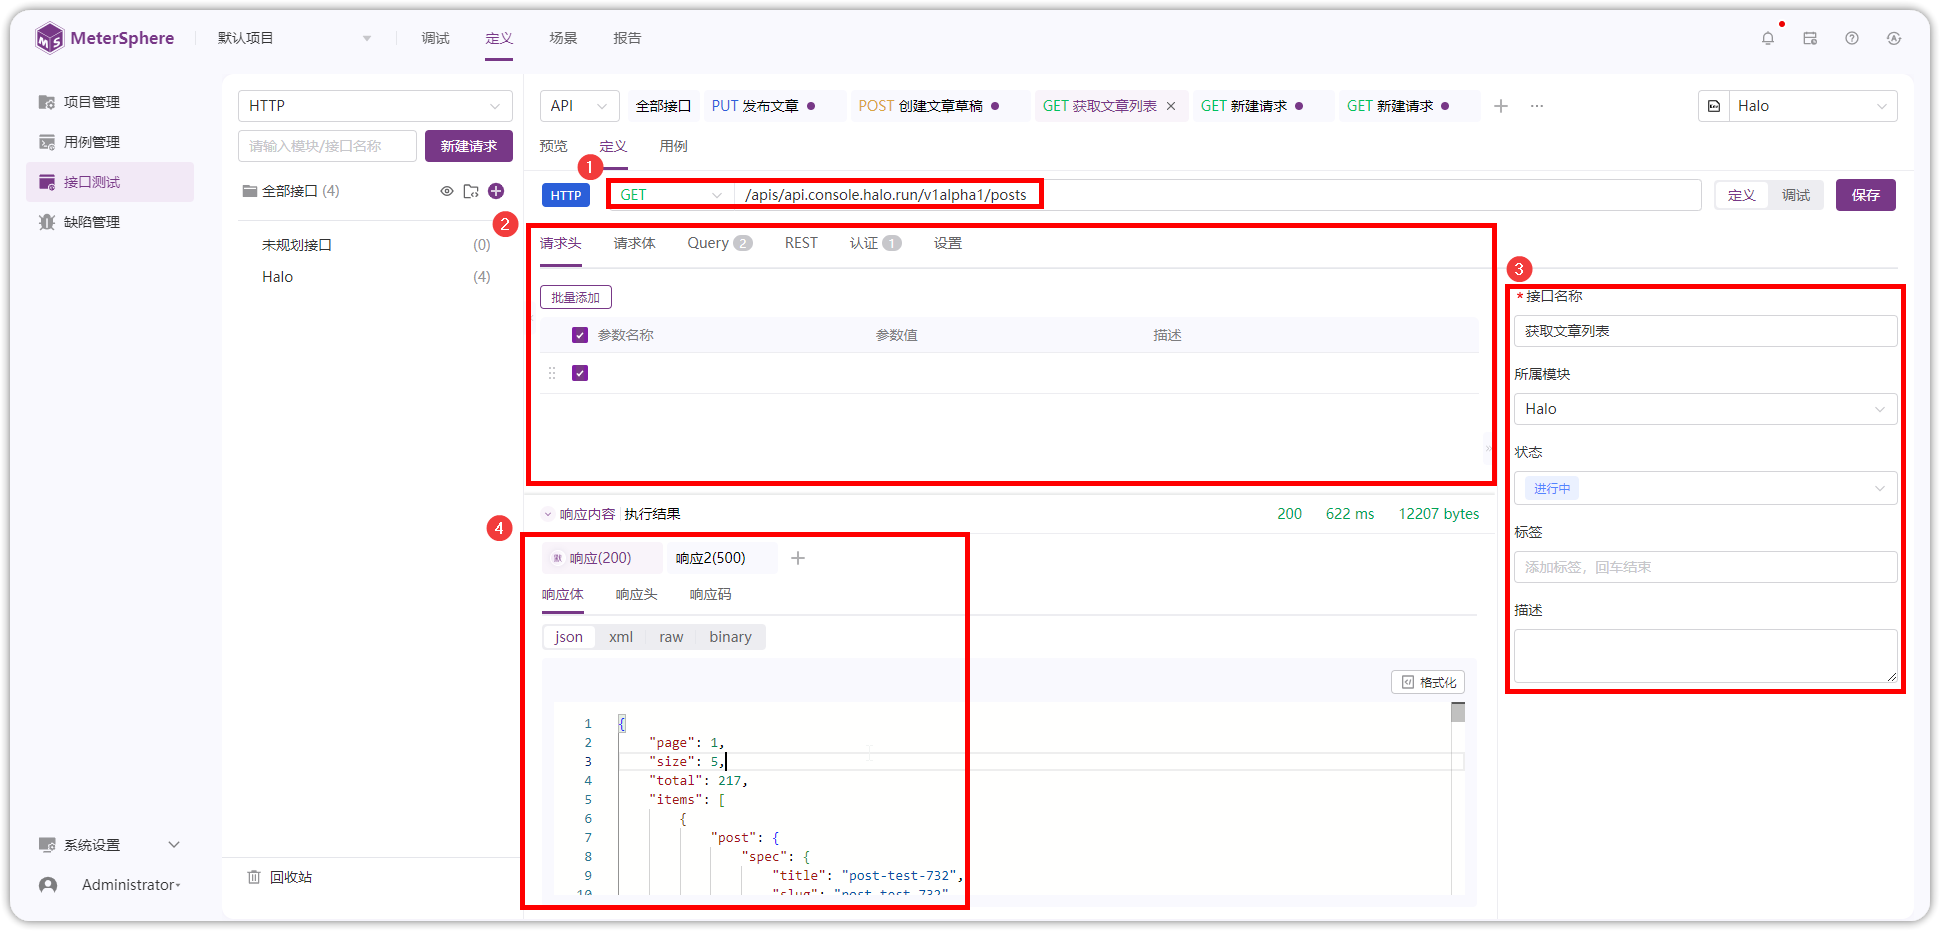 MeterSphere 默认项目 调试 定义 场景 报告
项目管理
用例管理
接口测试
缺陷管理
系统设置
Administrator
HTTP
请输入模块/接口名称 新建请求
全部接口 (4)
未规划接口 (0)
Halo (4)
回收站
API 全部接口 PUT 发布文章 POST 创建文章草稿 GET 获取文章列表 GET 新建请求 GET 新建请求 Halo
预览 定义 用例
1
HTTP GET /apis/api.console.halo.run/v1alpha1/posts 定义 调试 保存
2
请求头 请求体 Query 2 REST 认证 1 设置
批量添加
参数名称 参数值 描述
3
* 接口名称
获取文章列表
所属模块
Halo
状态
进行中
标签
添加标签，回车结束
描述
响应内容 执行结果 200 622 ms 12207 bytes
4
默 响应(200) 响应2(500)
响应体 响应头 响应码
json xml raw binary
格式化
1 {
2 "page": 1,
3 "size": 5,
4 "total": 217,
5 "items": [
6 {
7 "post": {
8 "spec": {
9 "title": "post-test-732",
10 "slug": "post-test-732"